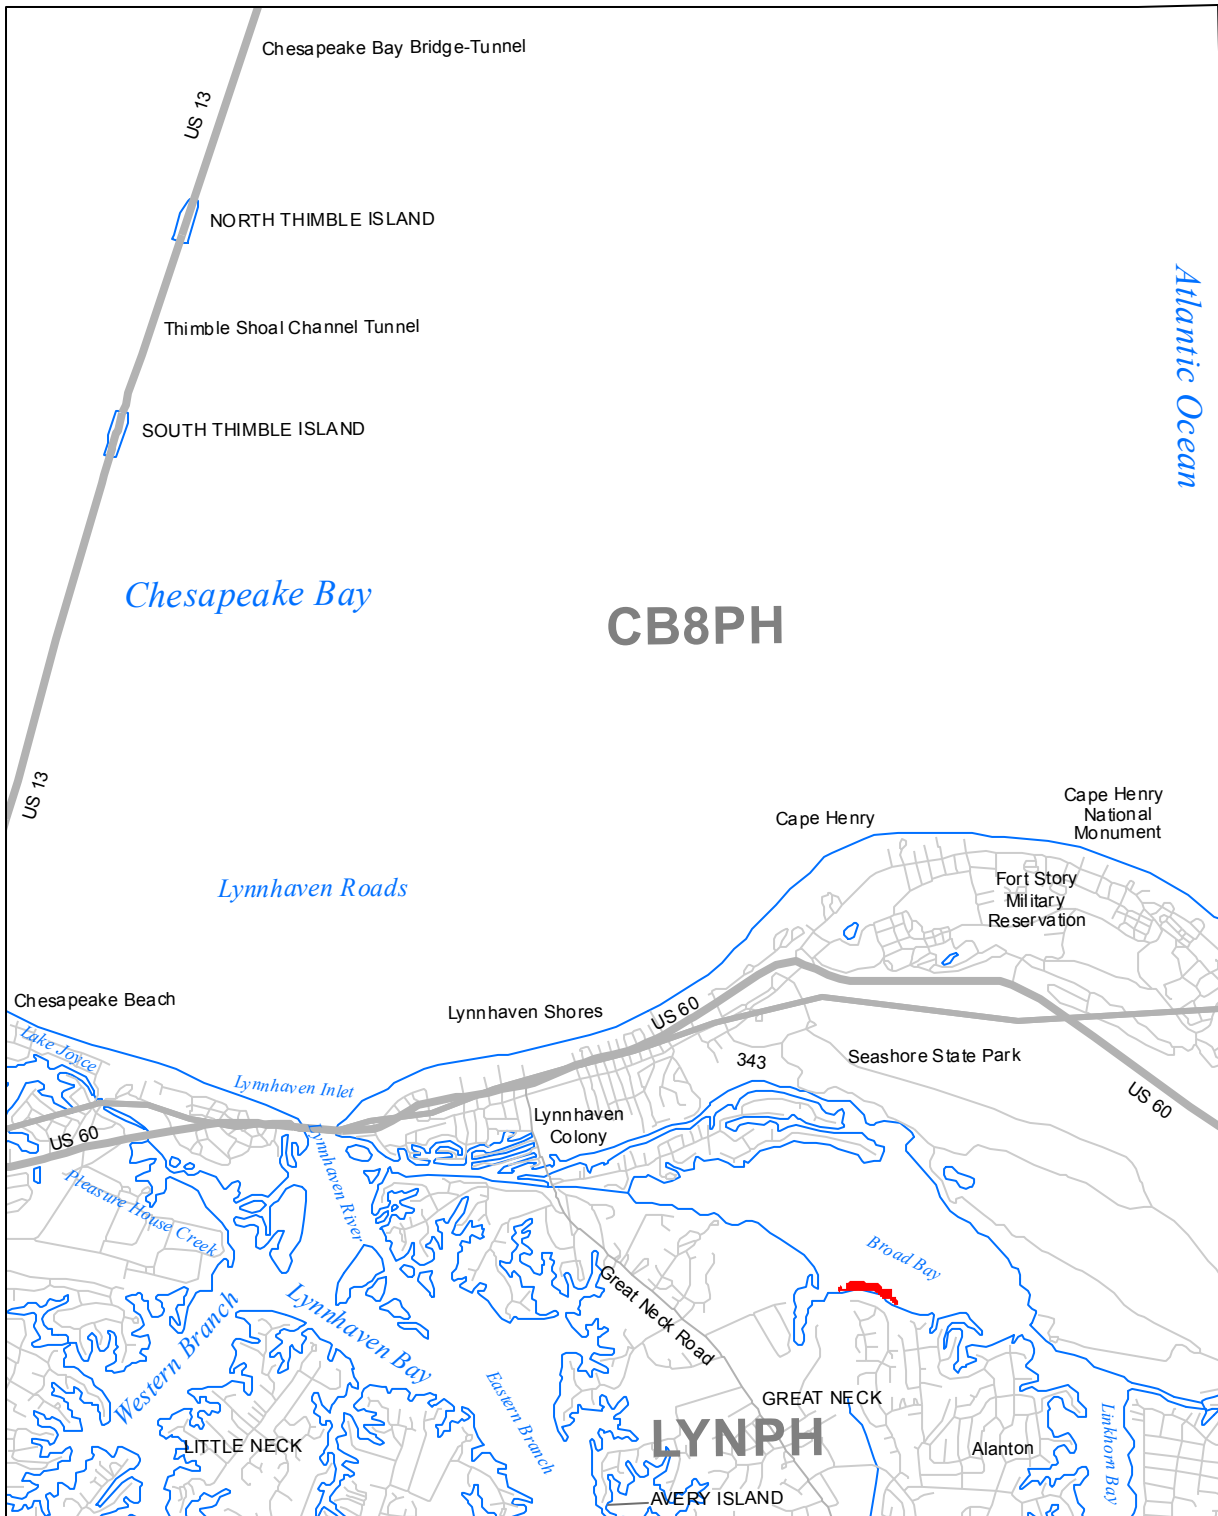 Chesapeake Bay Bridge-Tunnel
US 13
NORTH THIMBLE ISLAND
Atlantic Ocean
Thimble Shoal Channel Tunnel
SOUTH THIMBLE ISLAND
Chesapeake Bay
CB8PH
US 13
Cape Henry
National
Monument
Cape Henry
Fort Story
Military
Reservation
Lynnhaven Roads
Chesapeake Beach
Lynnhaven Shores
US 60
Lake Joyce
343
Seashore State Park
Lynnhaven Inlet
US 60
Lynnhaven
Colony
US 60
Lynnhaven River
Pleasure House Creek
Broad Bay
Great Neck Road
Lynnhaven Bay
Western Branch
Eastern Branch
GREAT NECK
LYNPH
Linkhorn Bay
LITTLE NECK
Alanton
AVERY ISLAND